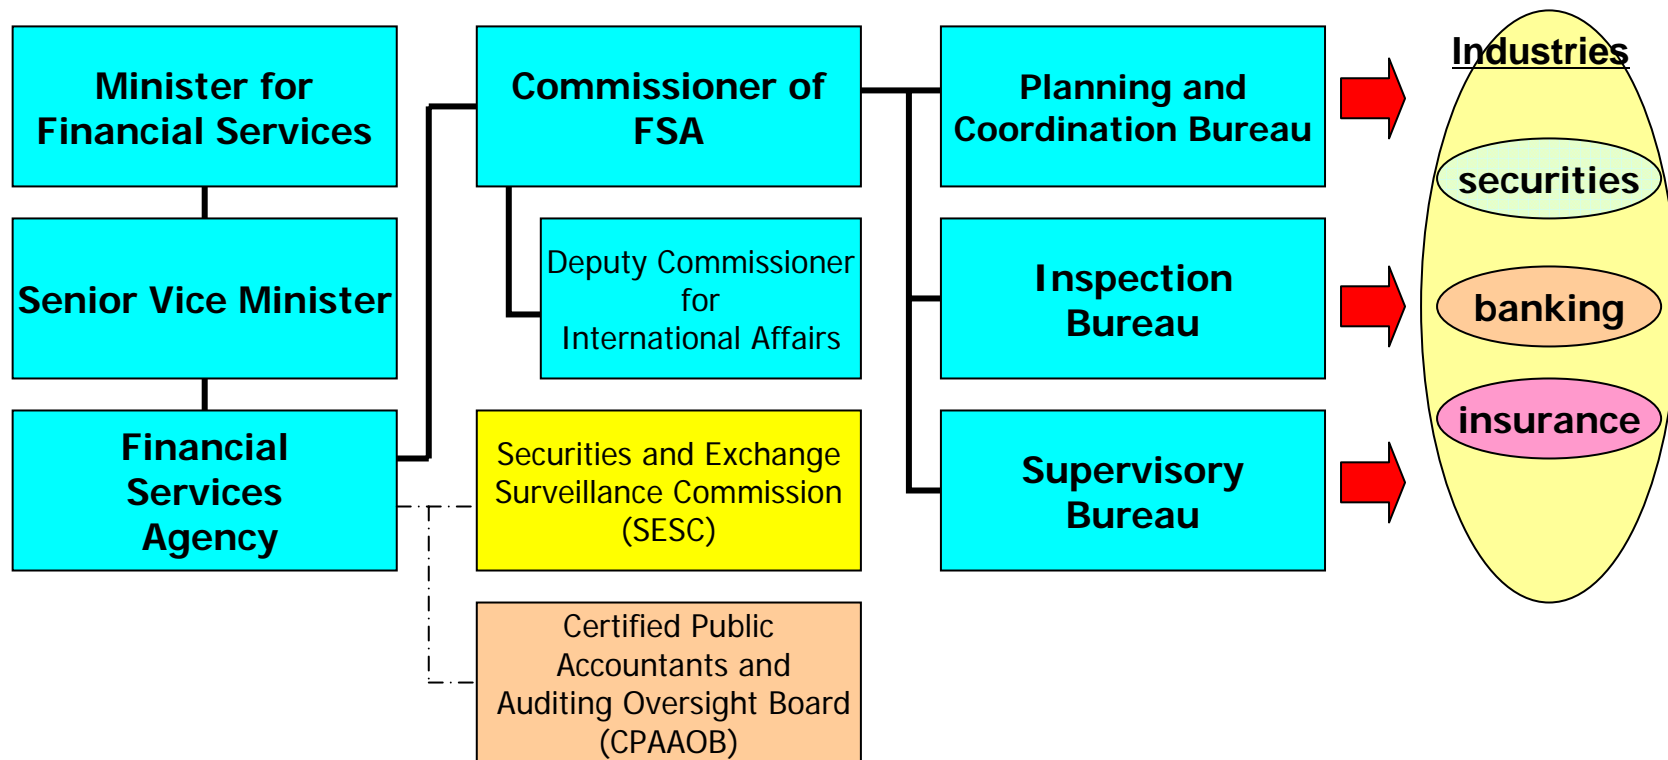 Minister for
Financial Services
Senior Vice Minister
Financial
Services
Agency
Commissioner of
FSA
Deputy Commissioner
for
International Affairs
Securities and Exchange
Surveillance Commission
(SESC)
Certified Public
Accountants and
Auditing Oversight Board
(CPAAOB)
Planning and
Coordination Bureau
Inspection
Bureau
Supervisory
Bureau
Industries
securities
banking
insurance